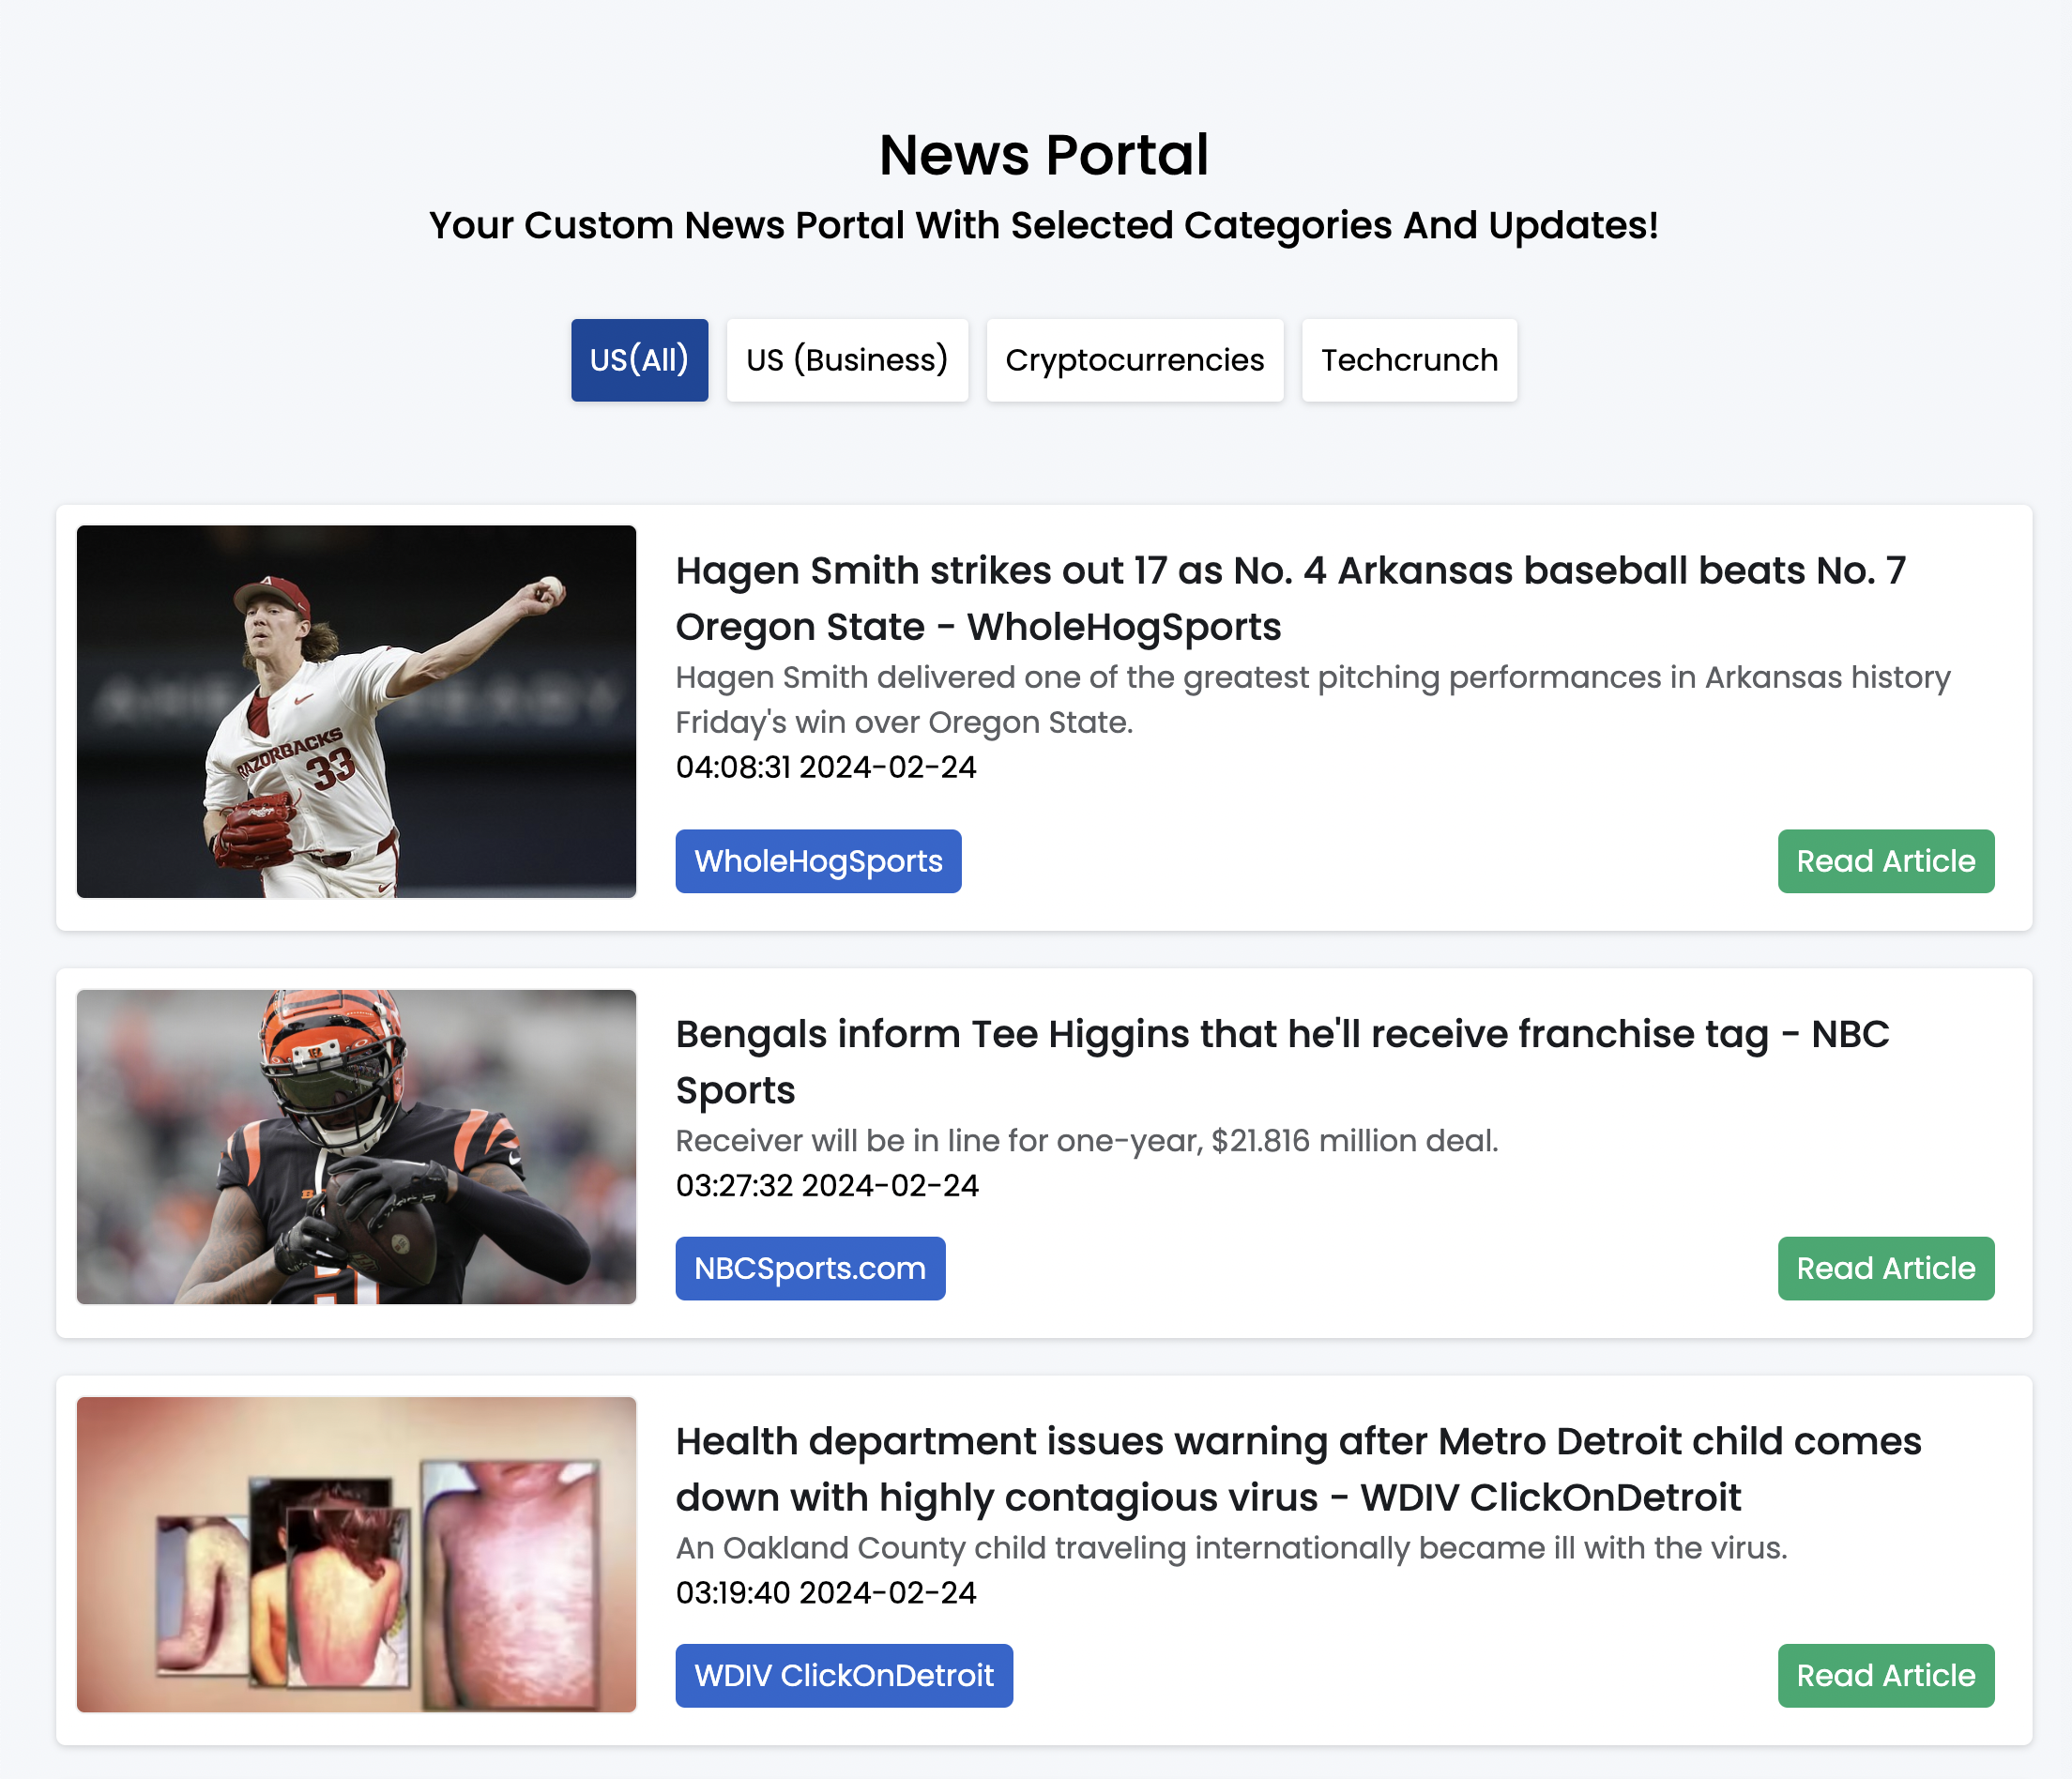 News Portal
Your Custom News Portal With Selected Categories And Updates!
US(All)
US (Business)
Cryptocurrencies
Techcrunch
RAZORBACKS
33
Hagen Smith strikes out 17 as No. 4 Arkansas baseball beats No. 7
Oregon State - WholeHogSports
Hagen Smith delivered one of the greatest pitching performances in Arkansas history
Friday's win over Oregon State.
04:08:31 2024-02-24
WholeHogSports
Read Article
Bengals inform Tee Higgins that he'll receive franchise tag - NBC
Sports
Receiver will be in line for one-year, $21.816 million deal.
03:27:32 2024-02-24
NBCSports.com
Read Article
Health department issues warning after Metro Detroit child comes
down with highly contagious virus - WDIV ClickOnDetroit
An Oakland County child traveling internationally became ill with the virus.
03:19:40 2024-02-24
WDIV ClickOnDetroit
Read Article